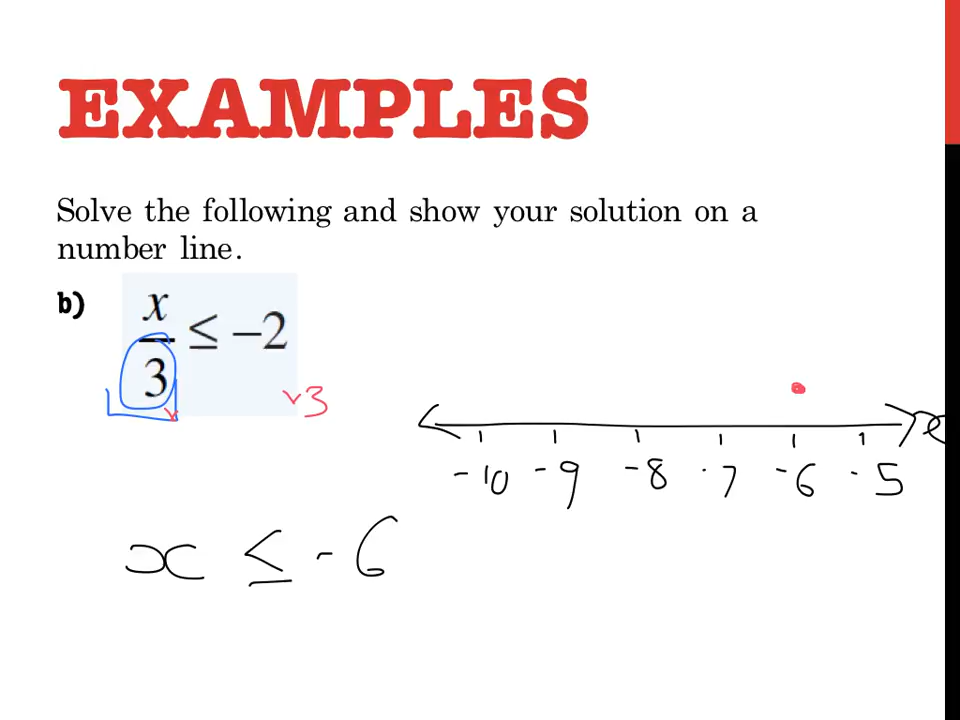 EXAMPLES
Solve the following and show your solution on a
number line.
b)
x/3 ≤ −2
×3
-10 -9 -8 -7 -6 -5
x ≤ -6